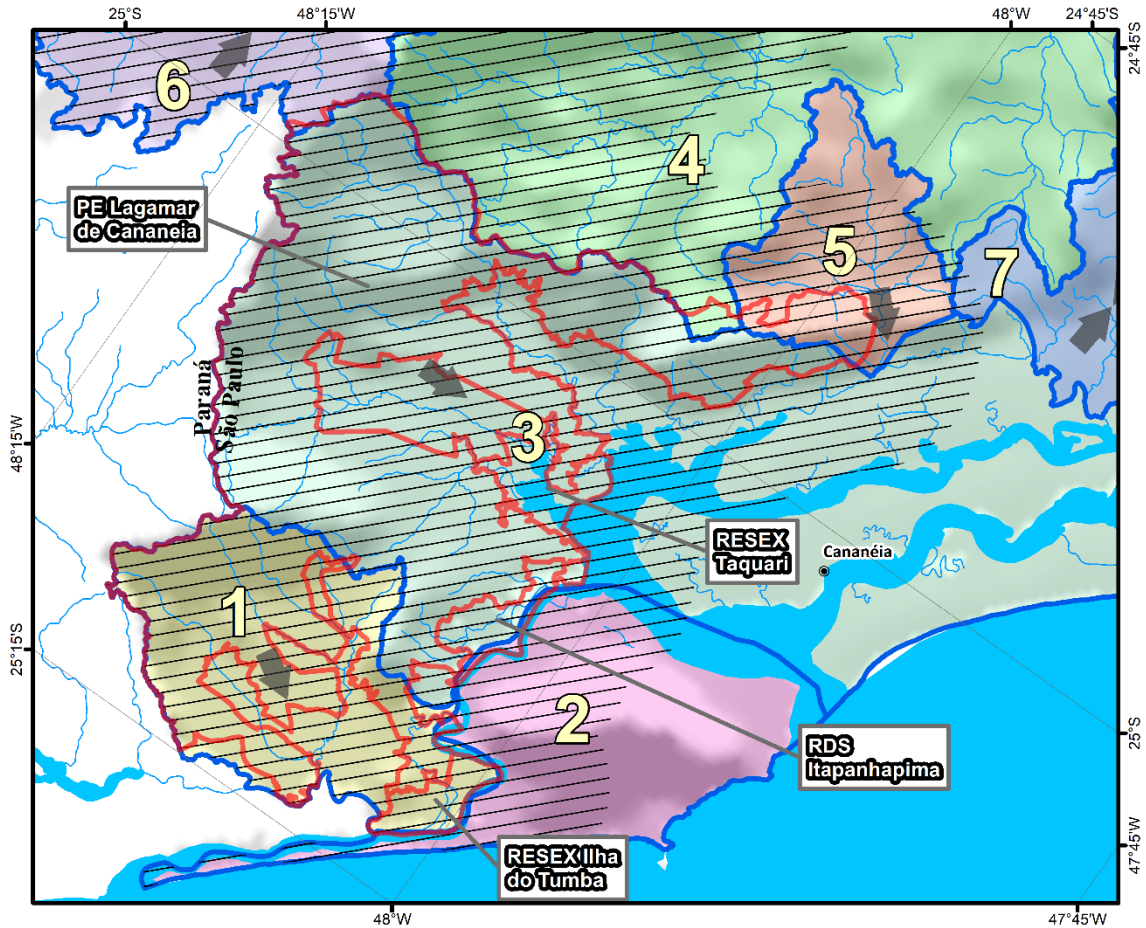 25°S
48°15'W
48°W
24°45'S
24°45'S
6
4
PE Lagamar
de Cananeia
5
7
Paraná
São Paulo
3
48°15'W
RESEX
Taquari
Cananéia
1
25°15'S
2
RDS
Itapanhapima
25°S
RESEX Ilha
do Tumba
47°45'W
48°W
47°45'W